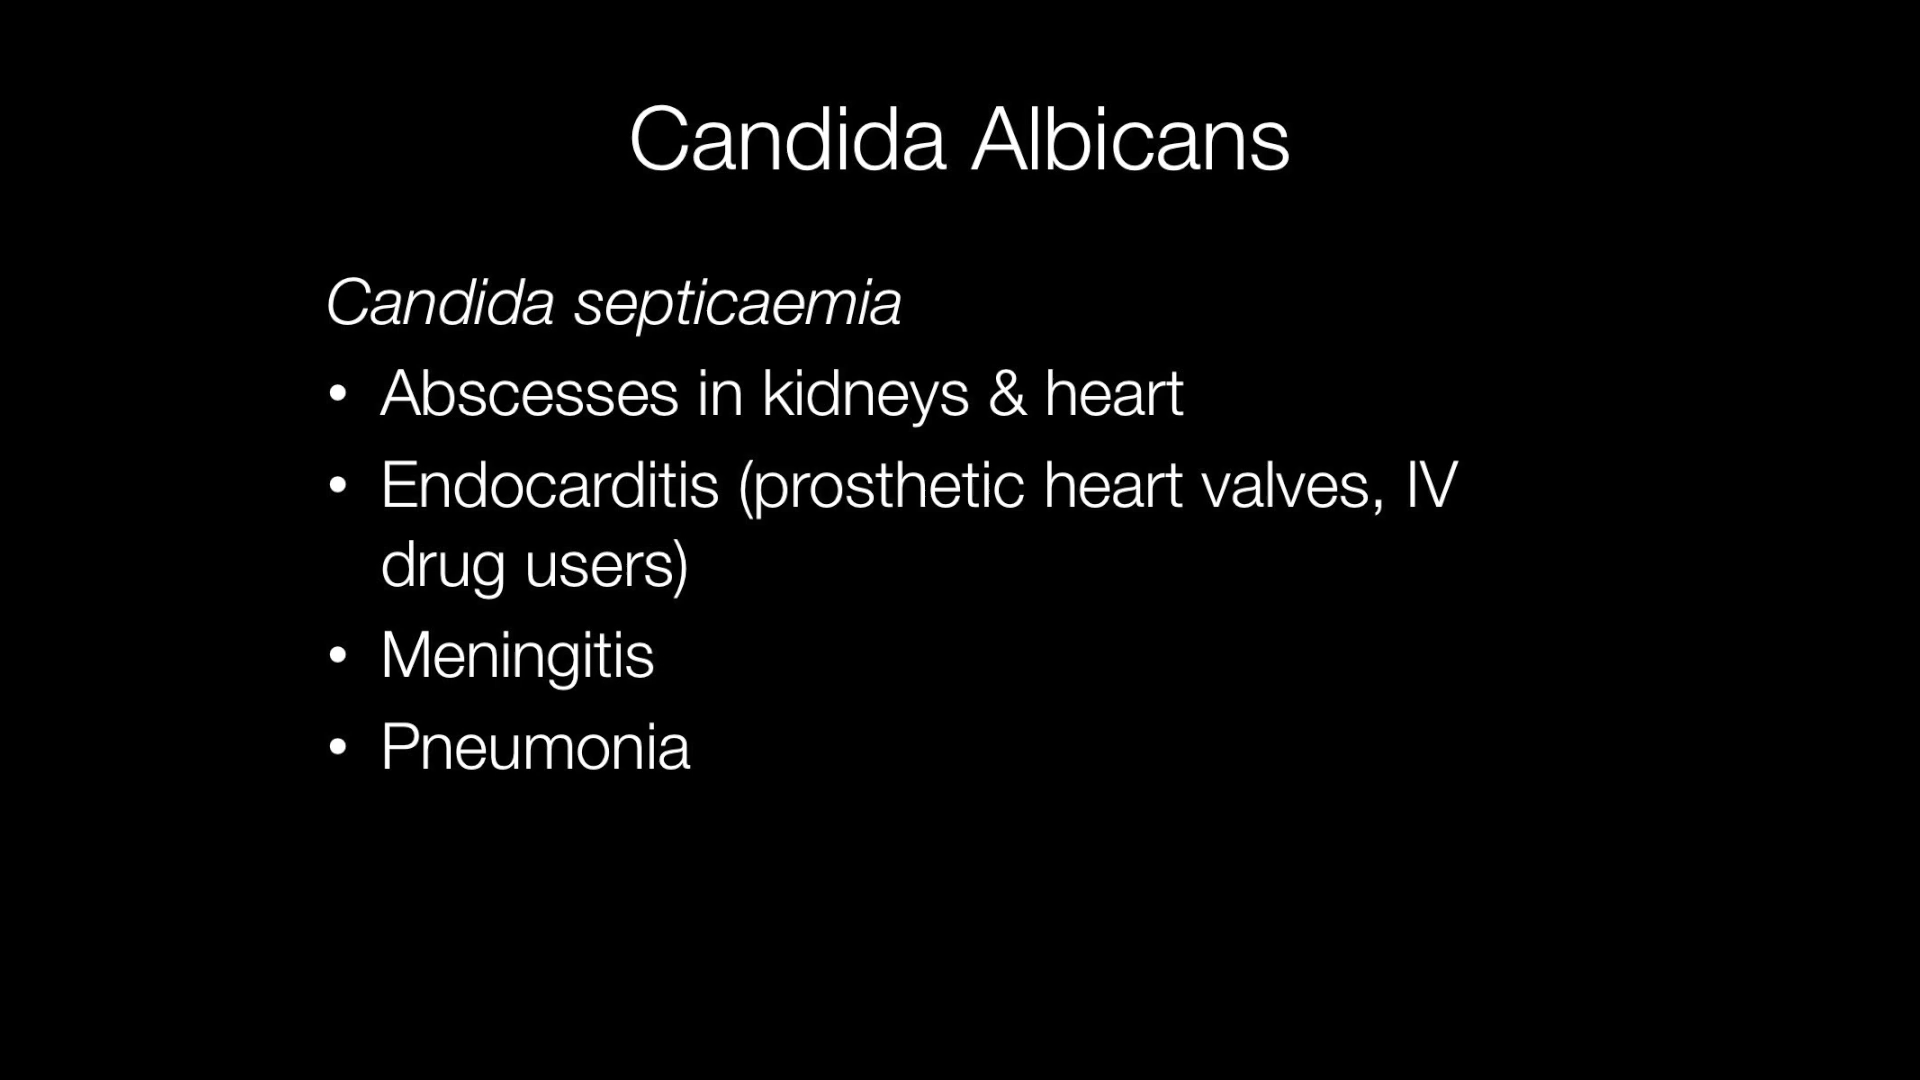 Candida Albicans
Candida septicaemia
• Abscesses in kidneys & heart
• Endocarditis (prosthetic heart valves, IV
drug users)
• Meningitis
• Pneumonia